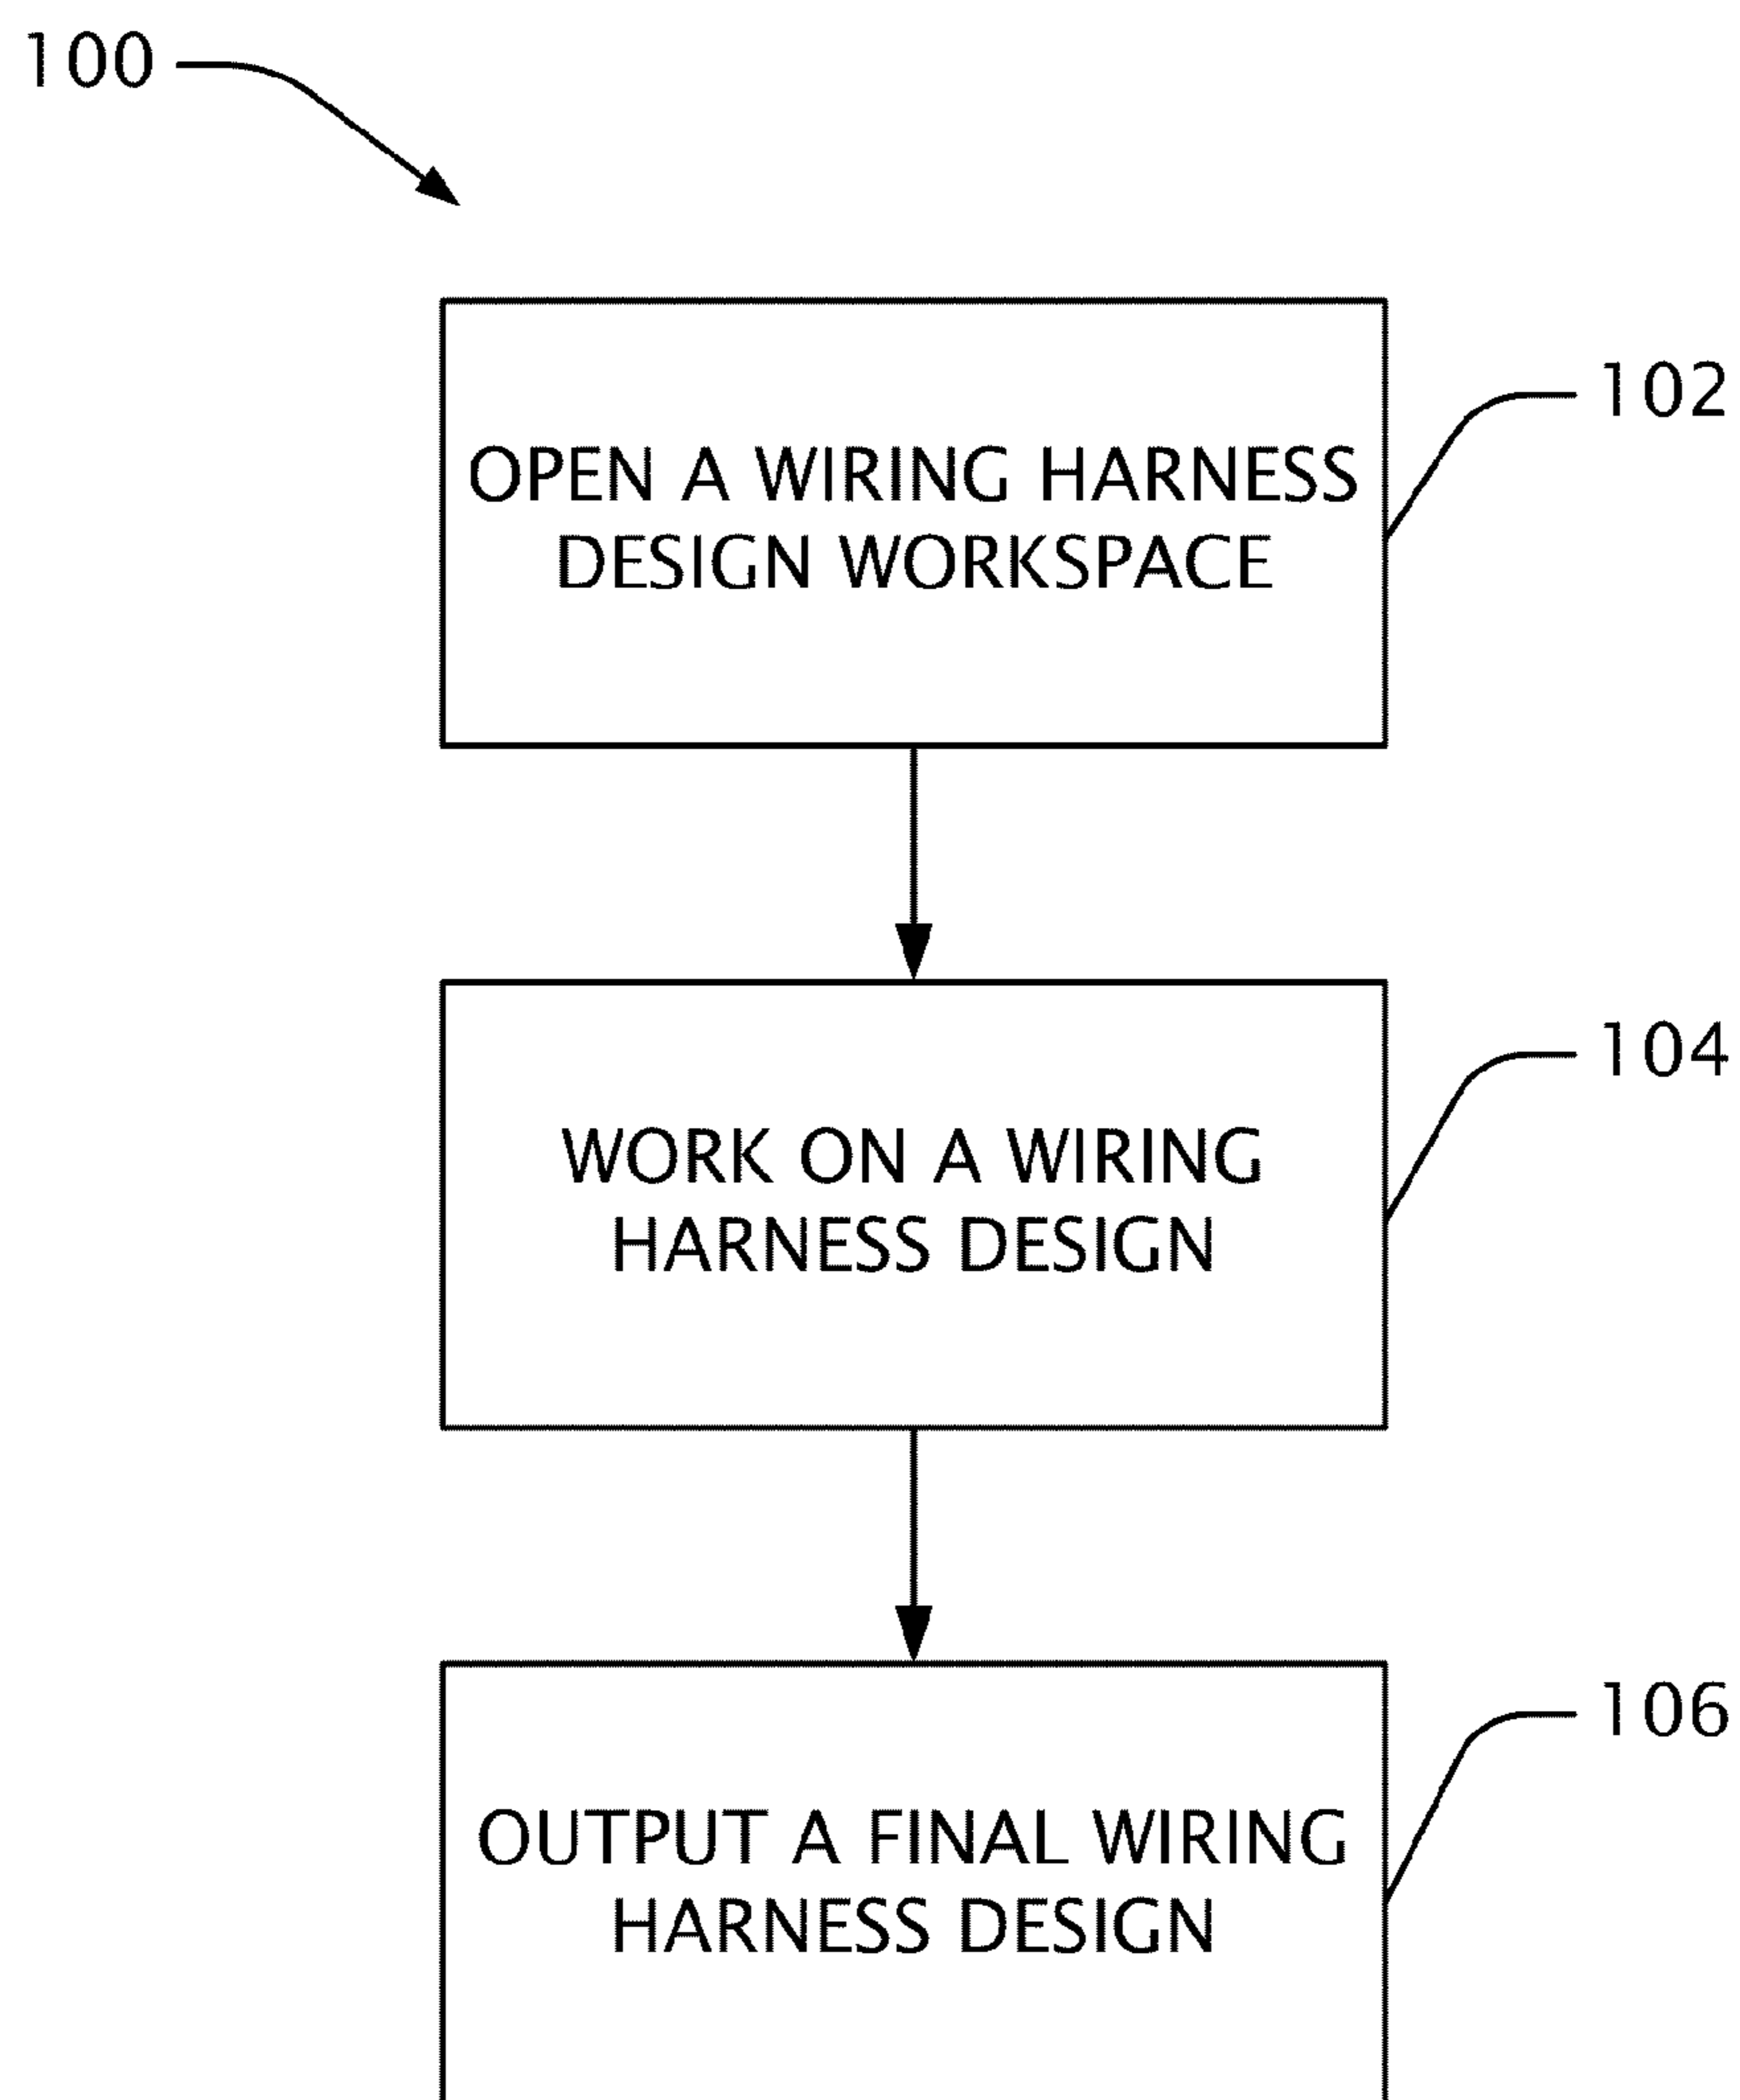 100
OPEN A WIRING HARNESS
DESIGN WORKSPACE
102
WORK ON A WIRING
HARNESS DESIGN
104
OUTPUT A FINAL WIRING
HARNESS DESIGN
106